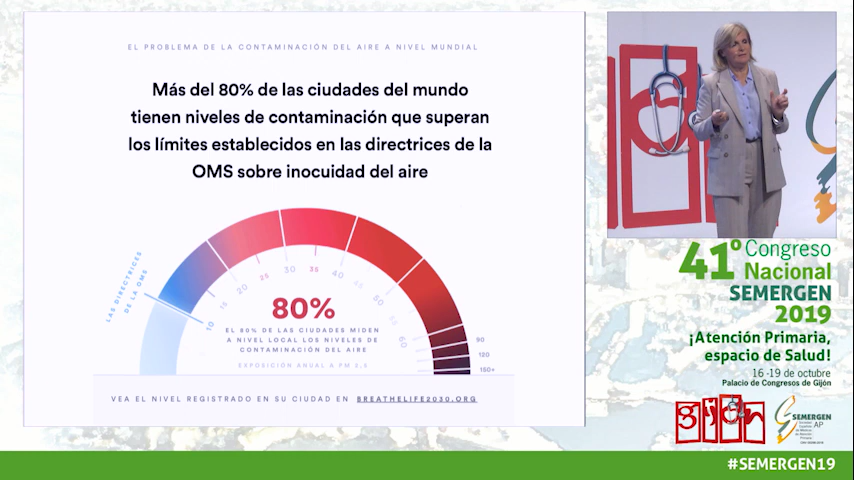 EL PROBLEMA DE LA CONTAMINACIÓN DEL AIRE A NIVEL MUNDIAL
Más del 80% de las ciudades del mundo
tienen niveles de contaminación que superan
los límites establecidos en las directrices de la
OMS sobre inocuidad del aire
LAS DIRECTRICES
DE LA OMS
10
15
20
25
30
35
40
45
50
60
90
120
150+
80%
EL 80% DE LAS CIUDADES MIDEN
A NIVEL LOCAL LOS NIVELES DE
CONTAMINACIÓN DEL AIRE
EXPOSICIÓN ANUAL A PM 2.5
VEA EL NIVEL REGISTRADO EN SU CIUDAD EN BREATHELIFE2030.ORG
41º Congreso
Nacional
SEMERGEN
2019
¡Atención Primaria,
espacio de Salud!
16-19 de octubre
Palacio de Congresos de Gijón
gijón
SEMERGEN
AP
#SEMERGEN19